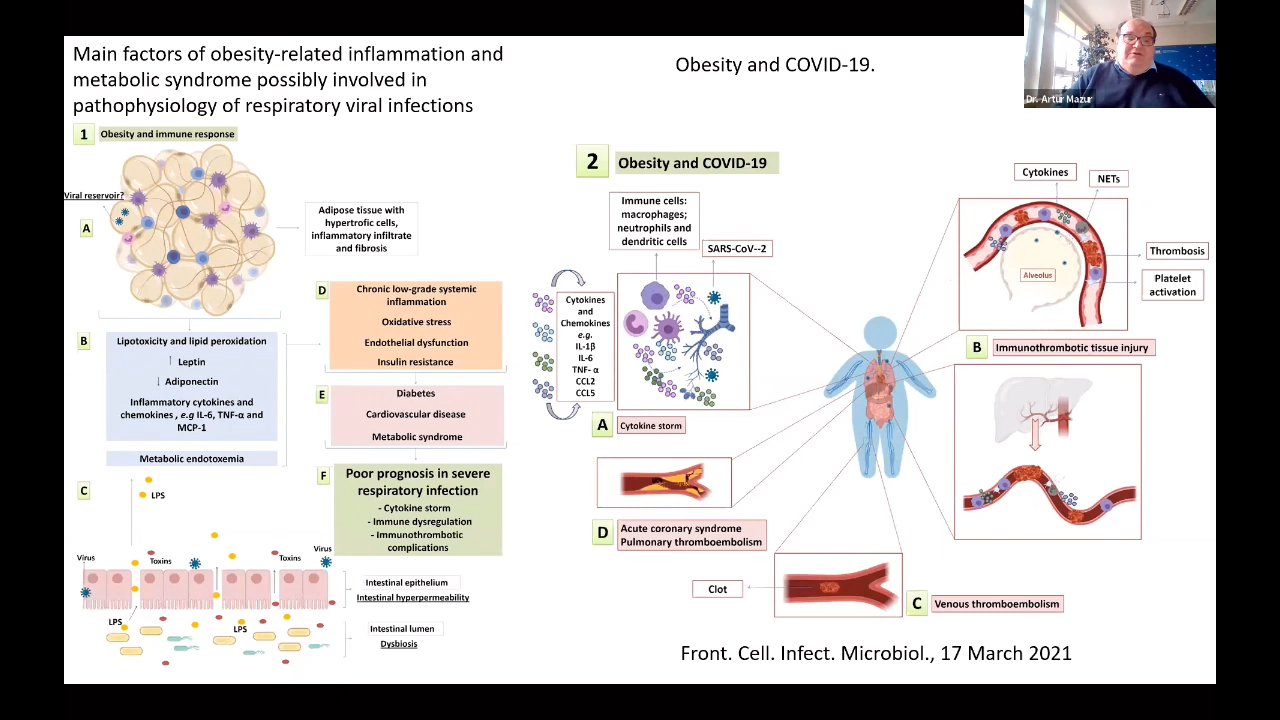 Main factors of obesity-related inflammation and
metabolic syndrome possibly involved in
pathophysiology of respiratory viral infections
Obesity and COVID-19.
Dr. Artur Mazur
1
Obesity and immune response
Viral reservoir?
A
Adipose tissue with
hypertrofic cells,
inflammatory infiltrate
and fibrosis
B
Lipotoxicity and lipid peroxidation
↑ Leptin
↓ Adiponectin
Inflammatory cytokines and
chemokines , e.g IL-6, TNF-α and
MCP-1
Metabolic endotoxemia
C
LPS
Virus
Toxins
Toxins
Virus
LPS
LPS
Intestinal epithelium
Intestinal hyperpermeability
Intestinal lumen
Dysbiosis
D
Chronic low-grade systemic
inflammation
Oxidative stress
Endothelial dysfunction
Insulin resistance
E
Diabetes
Cardiovascular disease
Metabolic syndrome
F
Poor prognosis in severe
respiratory infection
- Cytokine storm
- Immune dysregulation
- Immunothrombotic
complications
2
Obesity and COVID-19
Immune cells:
macrophages;
neutrophils and
dendritic cells
SARS-CoV--2
Cytokines
and
Chemokines
e.g.
IL-1β
IL-6
TNF- α
CCL2
CCL5
A
Cytokine storm
Cytokines
NETs
Alveolus
Thrombosis
Platelet
activation
B
Immunothrombotic tissue injury
D
Acute coronary syndrome
Pulmonary thromboembolism
Clot
C
Venous thromboembolism
Front. Cell. Infect. Microbiol., 17 March 2021